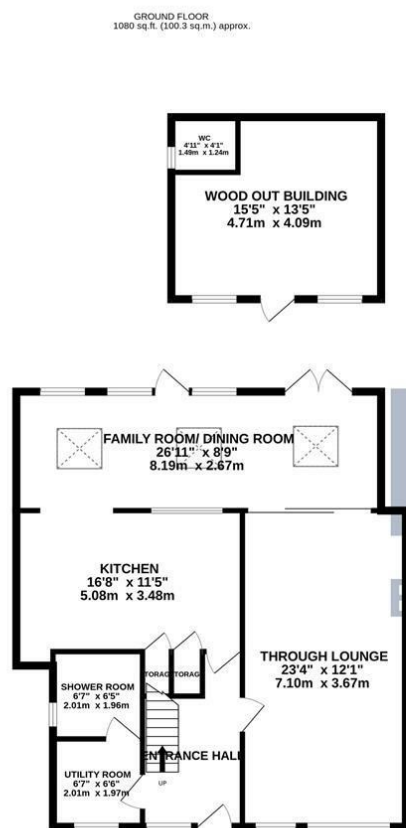 GROUND FLOOR
1080 sq.ft. (100.3 sq.m.) approx.
WC
4'11" x 4'1"
1.49m x 1.24m
WOOD OUT BUILDING
15'5" x 13'5"
4.71m x 4.09m
FAMILY ROOM/ DINING ROOM
26'11" x 8'9"
8.19m x 2.67m
KITCHEN
16'8" x 11'5"
5.08m x 3.48m
THROUGH LOUNGE
23'4" x 12'1"
7.10m x 3.67m
TORAG
TORAG
SHOWER ROOM
6'7" x 6'5"
2.01m x 1.96m
ENTRANCE HALL
UTILITY ROOM
6'7" x 6'6"
2.01m x 1.97m
UP